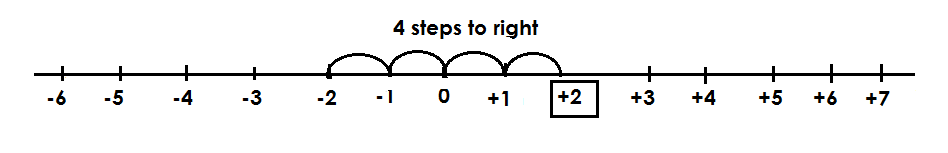 4 steps to right
-6 -5 -4 -3 -2 -1 0 +1 +2 +3 +4 +5 +6 +7